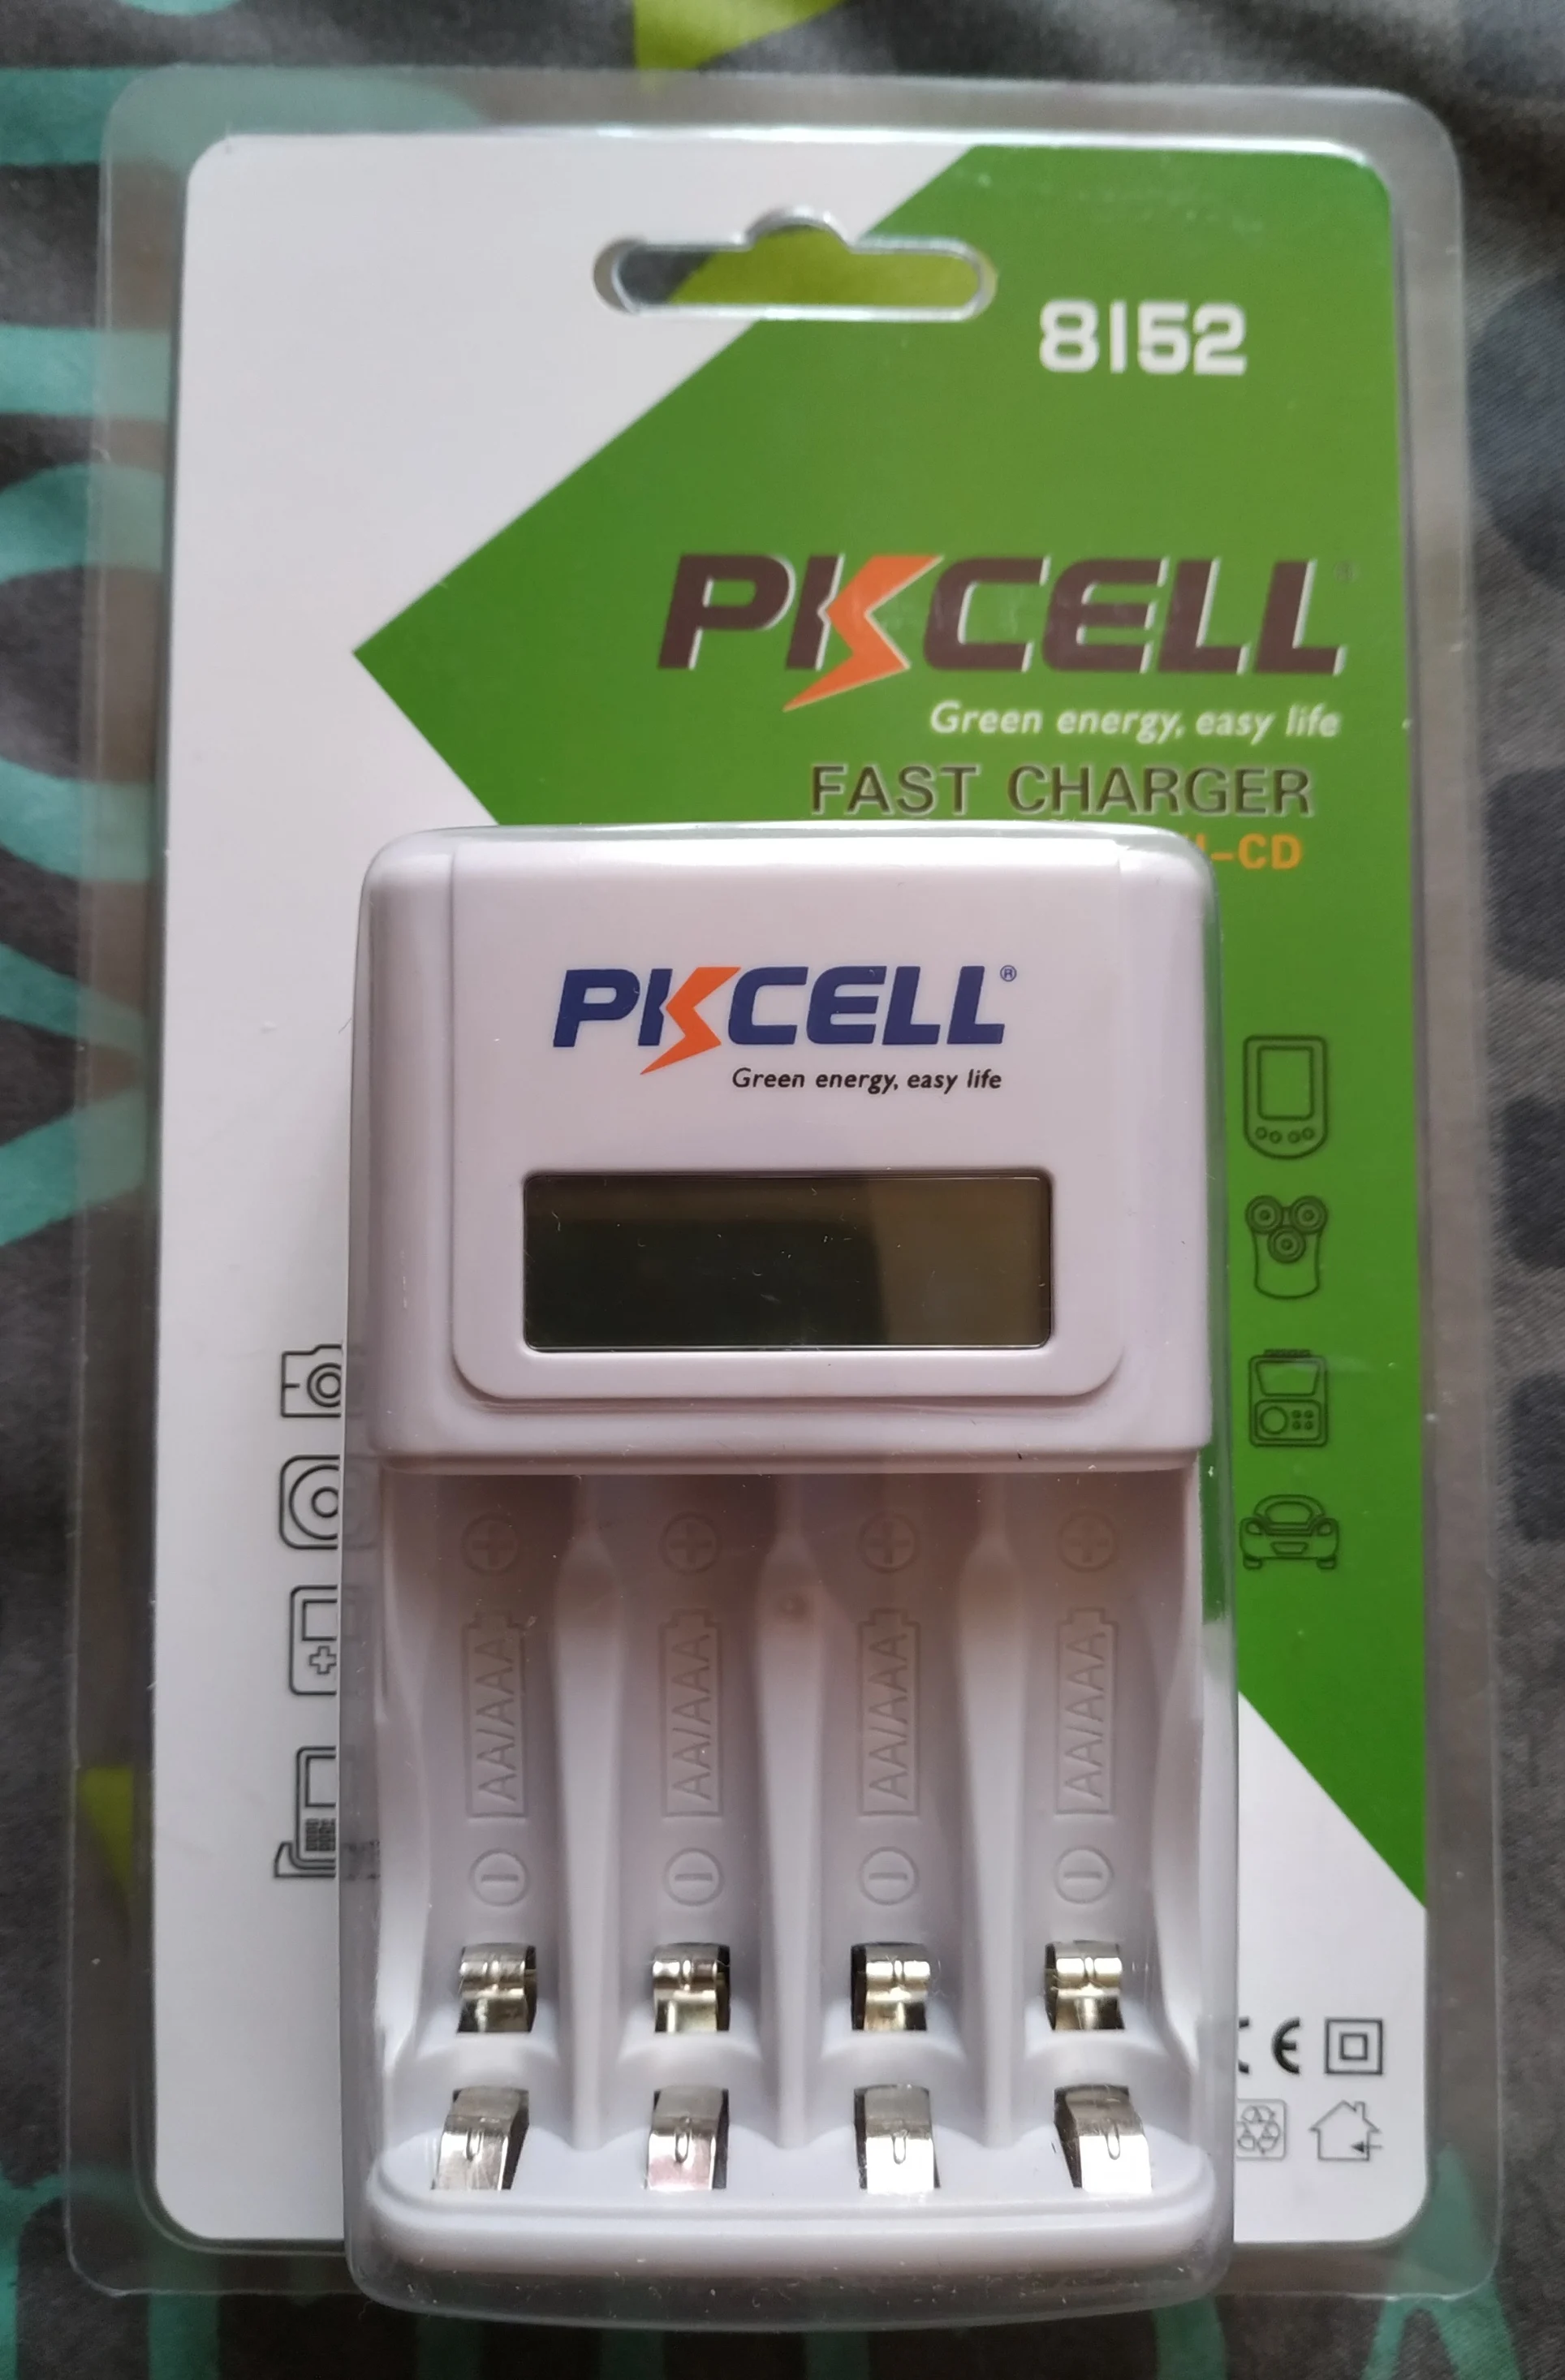 8152
PKCELL
Green energy, easy life
FAST CHARGER
-CD
PKCELL®
Green energy, easy life
+ + + +
AA/AAA AA/AAA AA/AAA AA/AAA
- - - -
CE